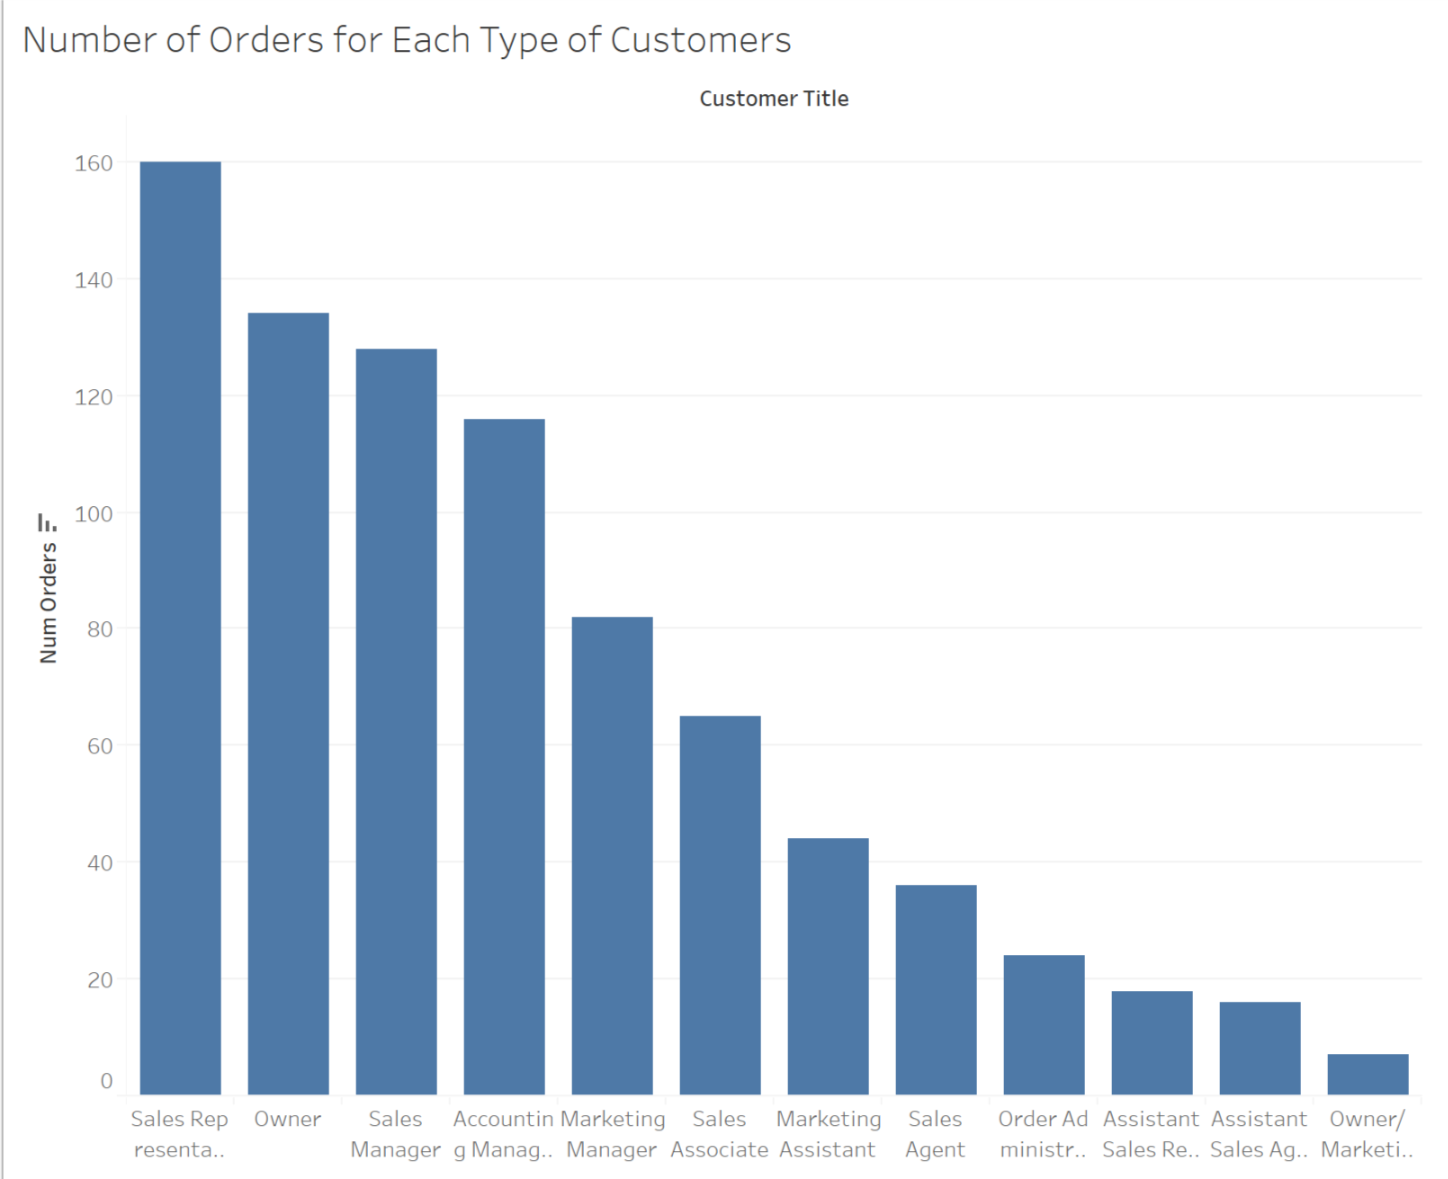 Number of Orders for Each Type of Customers
Customer Title
160
140
120
100
80
60
40
20
0
Num Orders
Sales Rep
resenta..
Owner
Sales
Manager
Accountin
g Manag..
Marketing
Manager
Sales
Associate
Marketing
Assistant
Sales
Agent
Order Ad
ministr..
Assistant
Sales Re..
Assistant
Sales Ag..
Owner/
Marketi..